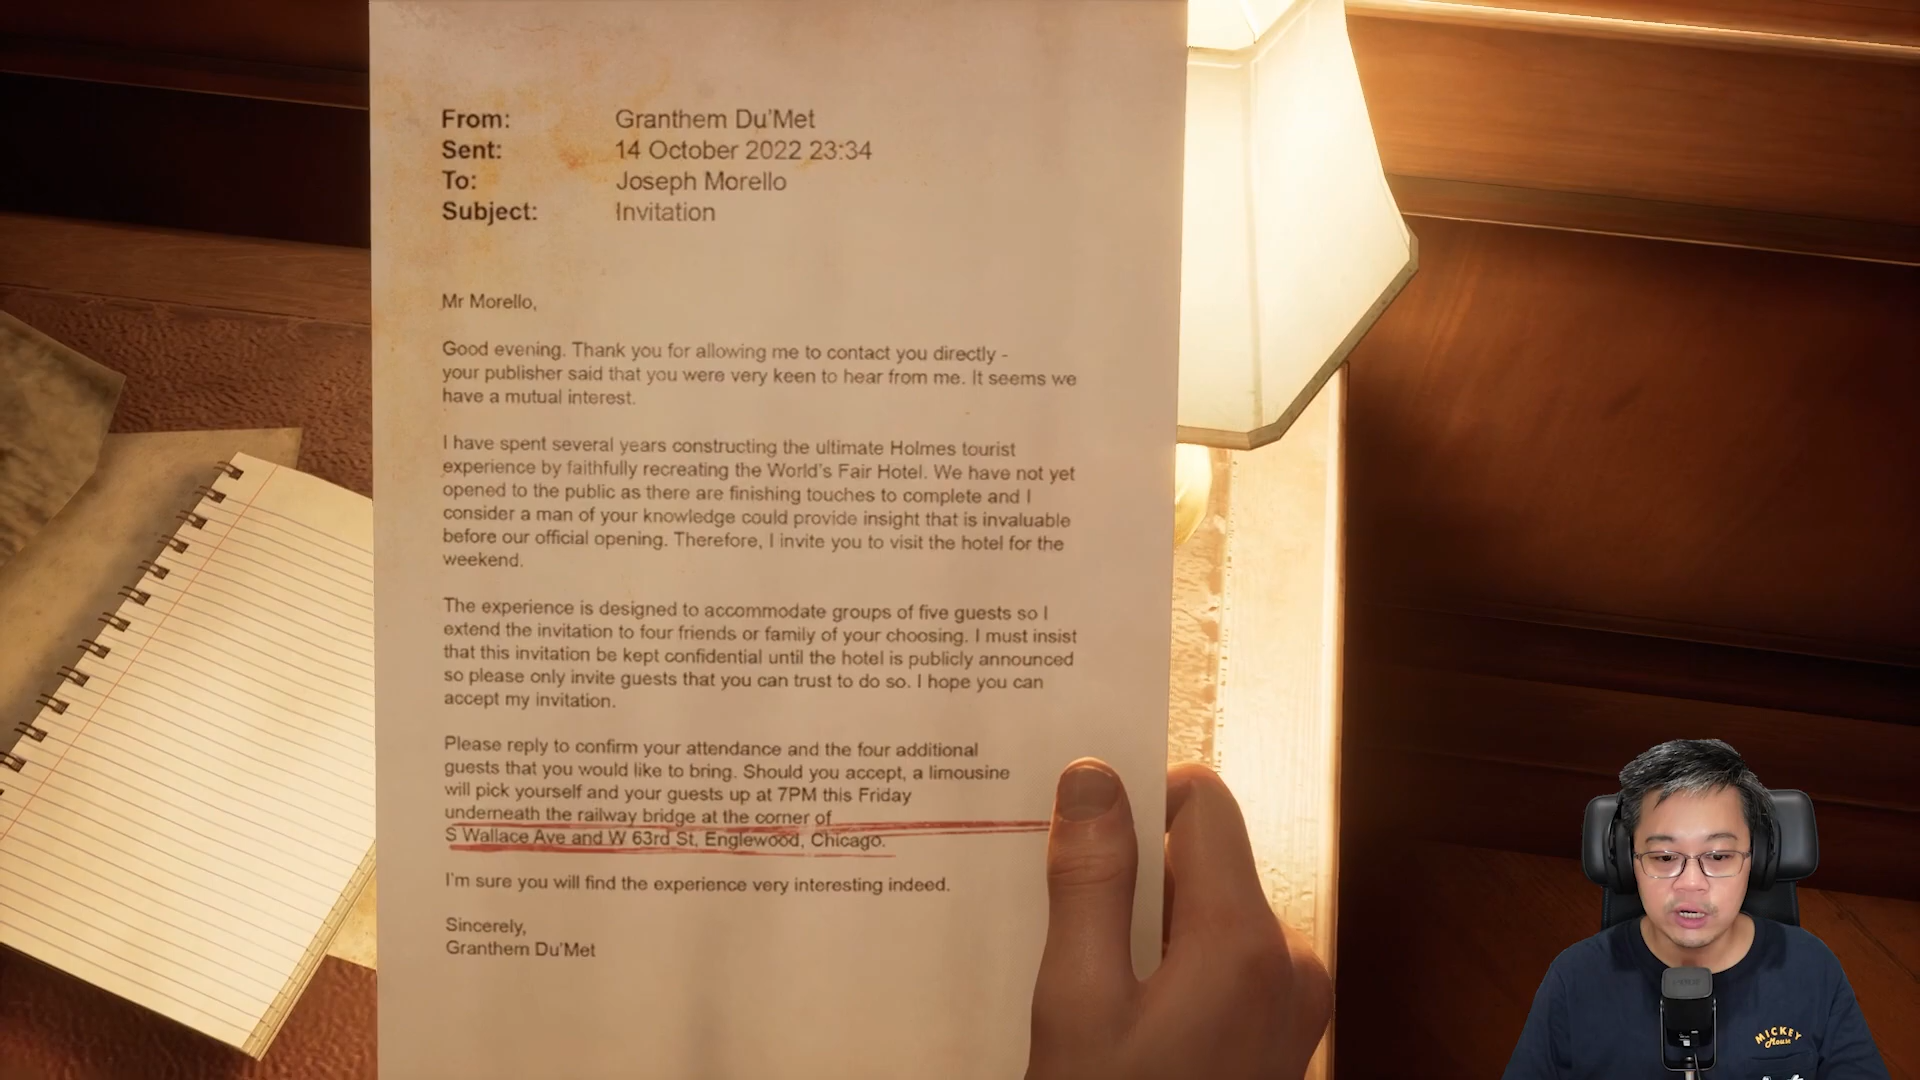 From: Granthem Du'Met
Sent: 14 October 2022 23:34
To: Joseph Morello
Subject: Invitation
Mr Morello,
Good evening. Thank you for allowing me to contact you directly -
your publisher said that you were very keen to hear from me. It seems we
have a mutual interest.
I have spent several years constructing the ultimate Holmes tourist
experience by faithfully recreating the World's Fair Hotel. We have not yet
opened to the public as there are finishing touches to complete and I
consider a man of your knowledge could provide insight that is invaluable
before our official opening. Therefore, I invite you to visit the hotel for the
weekend.
The experience is designed to accommodate groups of five guests so I
extend the invitation to four friends or family of your choosing. I must insist
that this invitation be kept confidential until the hotel is publicly announced
so please only invite guests that you can trust to do so. I hope you can
accept my invitation.
Please reply to confirm your attendance and the four additional
guests that you would like to bring. Should you accept, a limousine
will pick yourself and your guests up at 7PM this Friday
underneath the railway bridge at the corner of
S Wallace Ave and W 63rd St, Englewood, Chicago.
I'm sure you will find the experience very interesting indeed.
Sincerely,
Granthem Du'Met
MICKEY
Mouse